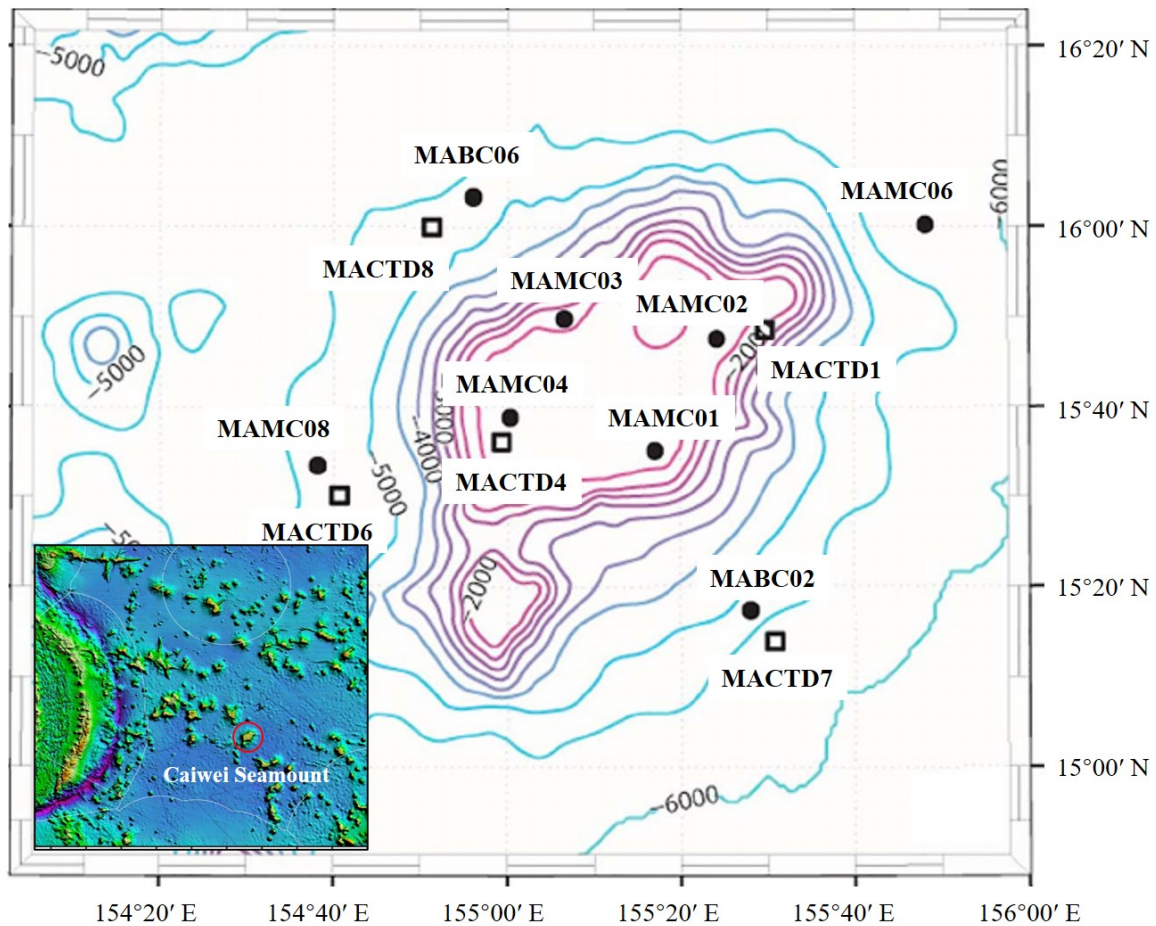 16°20′ N
−5000
MABC06
6000
MAMC06
16°00′ N
MACTD8
MAMC03
MAMC02
−5000
−200
MACTD1
MAMC04
MAMC01
15°40′ N
3000
−4000
MAMC08
−5000
MACTD4
MACTD6
MABC02
15°20′ N
−2000
MACTD7
Caiwei Seamount
15°00′ N
−6000
154°20′ E
154°40′ E
155°00′ E
155°20′ E
155°40′ E
156°00′ E